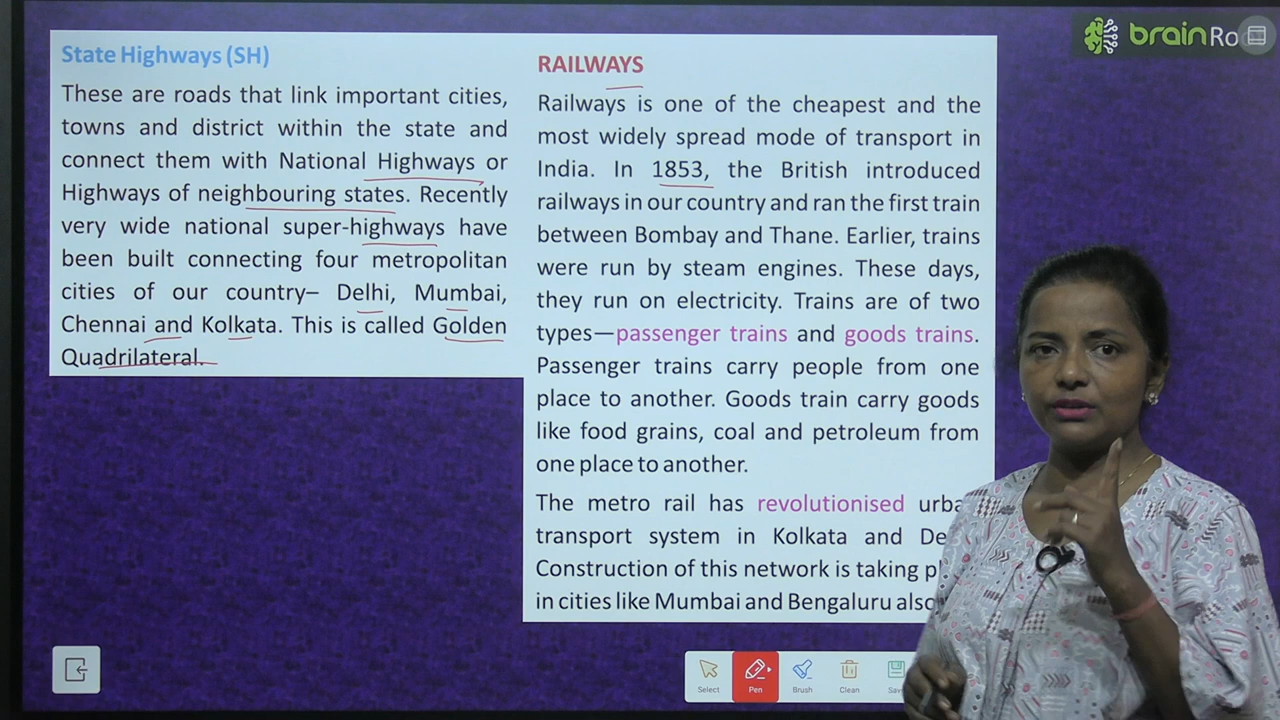 State Highways (SH)
These are roads that link important cities,
towns and district within the state and
connect them with National Highways or
Highways of neighbouring states. Recently
very wide national super-highways have
been built connecting four metropolitan
cities of our country– Delhi, Mumbai,
Chennai and Kolkata. This is called Golden
Quadrilateral.
RAILWAYS
Railways is one of the cheapest and the
most widely spread mode of transport in
India. In 1853, the British introduced
railways in our country and ran the first train
between Bombay and Thane. Earlier, trains
were run by steam engines. These days,
they run on electricity. Trains are of two
types—passenger trains and goods trains.
Passenger trains carry people from one
place to another. Goods train carry goods
like food grains, coal and petroleum from
one place to another.
The metro rail has revolutionised
transport system in Kolkata and
Construction of this network is taking
in cities like Mumbai and Bengaluru also
brain
Select
Pen
Brush
Clean